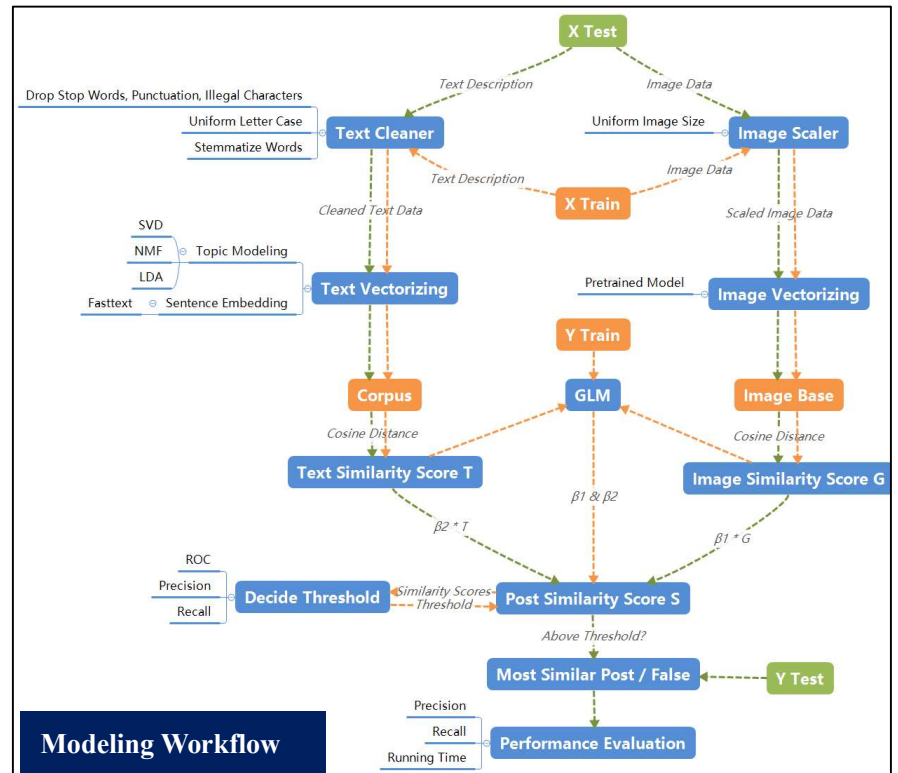 X Test
Text Description
Image Data
Drop Stop Words, Punctuation, Illegal Characters
Uniform Letter Case
Stemmatize Words
Text Cleaner
Uniform Image Size
Image Scaler
Text Description
Image Data
X Train
Cleaned Text Data
Scaled Image Data
SVD
NMF
LDA
Topic Modeling
Fasttext
Sentence Embedding
Text Vectorizing
Pretrained Model
Image Vectorizing
Y Train
Corpus
GLM
Image Base
Cosine Distance
Cosine Distance
Text Similarity Score T
Image Similarity Score G
β2 * T
β1 & β2
β1 * G
ROC
Precision
Recall
Decide Threshold
Similarity Scores
Threshold
Post Similarity Score S
Above Threshold?
Most Similar Post / False
Y Test
Precision
Recall
Running Time
Performance Evaluation
Modeling Workflow